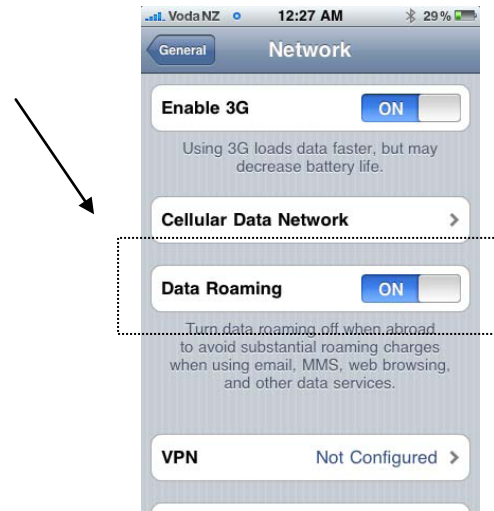 Voda NZ 12:27 AM 29%
General Network
Enable 3G ON
Using 3G loads data faster, but may
decrease battery life.
Cellular Data Network
Data Roaming ON
Turn data roaming off when abroad
to avoid substantial roaming charges
when using email, MMS, web browsing,
and other data services.
VPN Not Configured